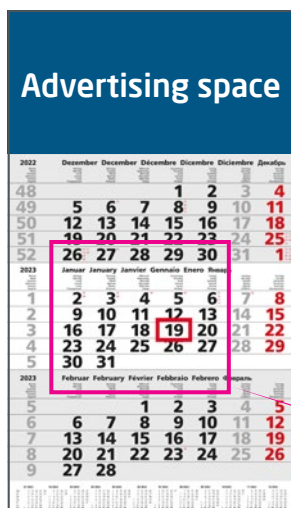 Advertising space
2022 Dezember December Décembre Dicembre Diciembre Декабрь
48 1 2 3 4
49 5 6 7 8 9 10 11
50 12 13 14 15 16 17 18
51 19 20 21 22 23 24 25
52 26 27 28 29 30 31 1
2023 Januar January Janvier Gennaio Enero Январь
1 2 3 4 5 6 7 8
2 9 10 11 12 13 14 15
3 16 17 18 19 20 21 22
4 23 24 25 26 27 28 29
5 30 31
2023 Februar February Février Febbraio Febrero Февраль
5 1 2 3 4 5
6 6 7 8 9 10 11 12
7 13 14 15 16 17 18 19
8 20 21 22 23 24 25 26
9 27 28